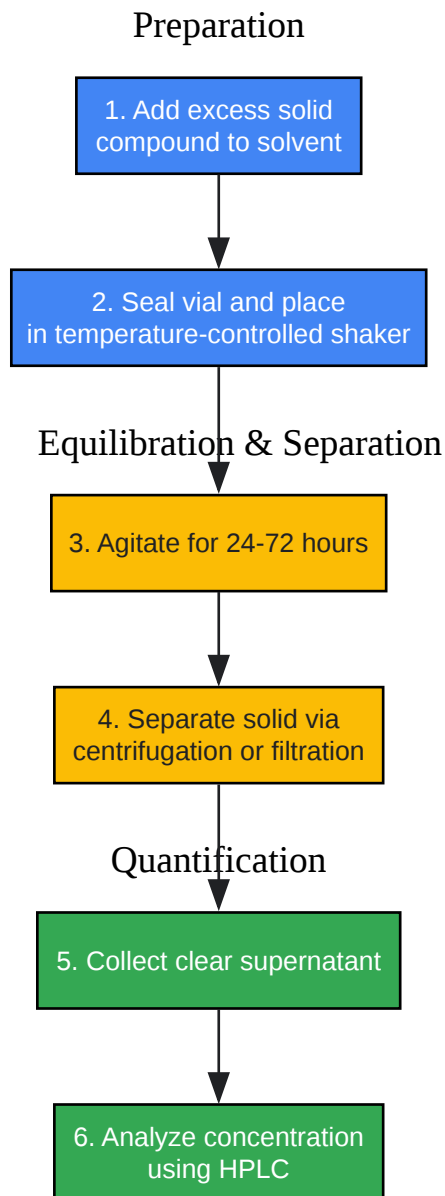 Preparation
1. Add excess solid
compound to solvent
2. Seal vial and place
in temperature-controlled shaker
Equilibration & Separation
3. Agitate for 24-72 hours
4. Separate solid via
centrifugation or filtration
Quantification
5. Collect clear supernatant
6. Analyze concentration
using HPLC